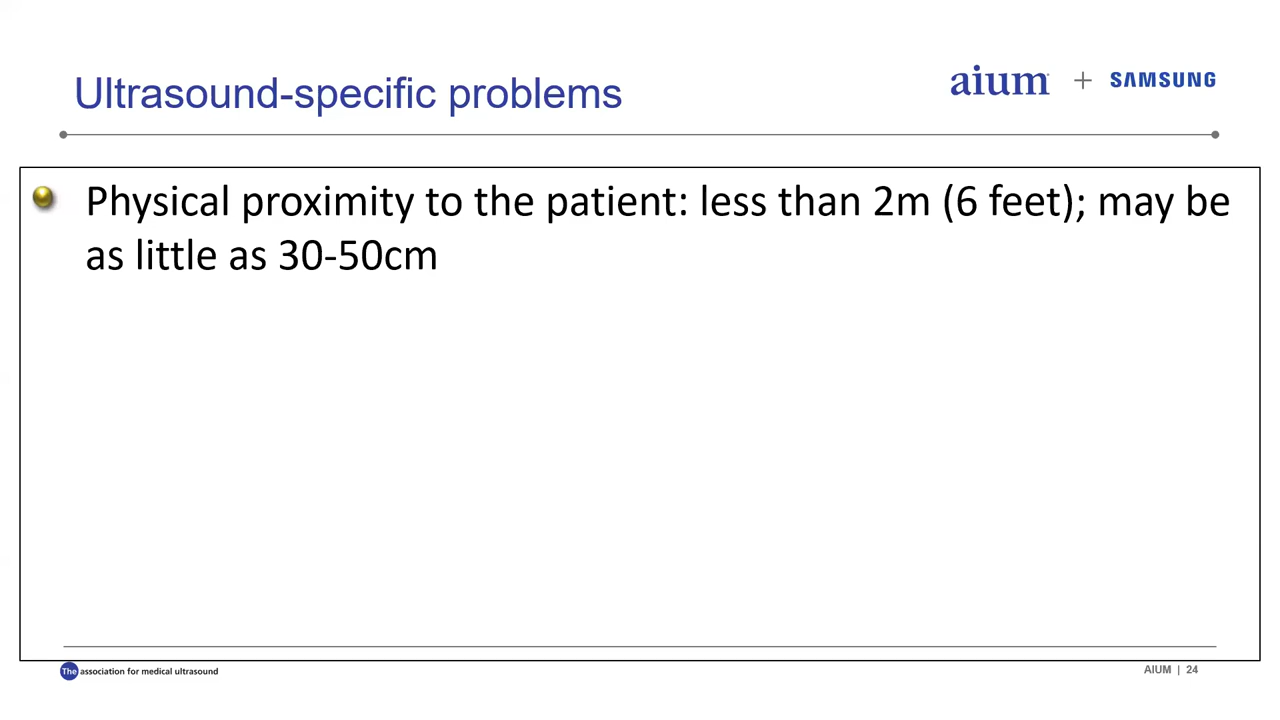 Ultrasound-specific problems
aium + SAMSUNG
Physical proximity to the patient: less than 2m (6 feet); may be
as little as 30-50cm
The association for medical ultrasound
AIUM | 24